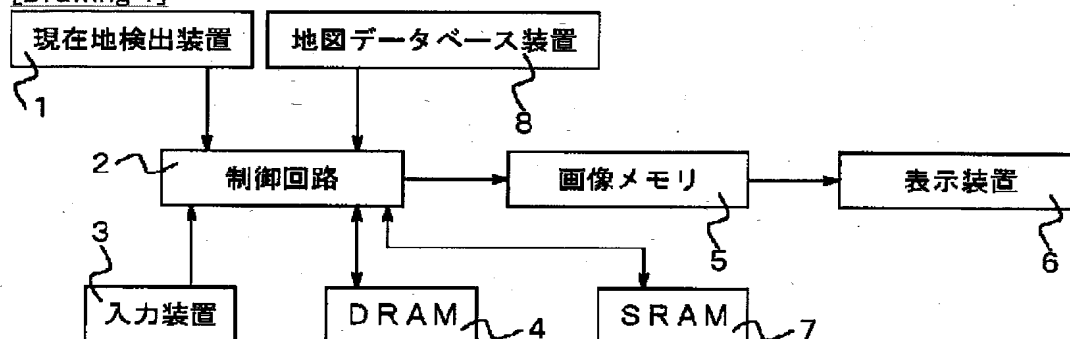 [Drawing 1]
現在地検出装置
地図データベース装置
1
8
2
制御回路
画像メモリ
表示装置
3
5
6
入力装置
DRAM
4
SRAM
7